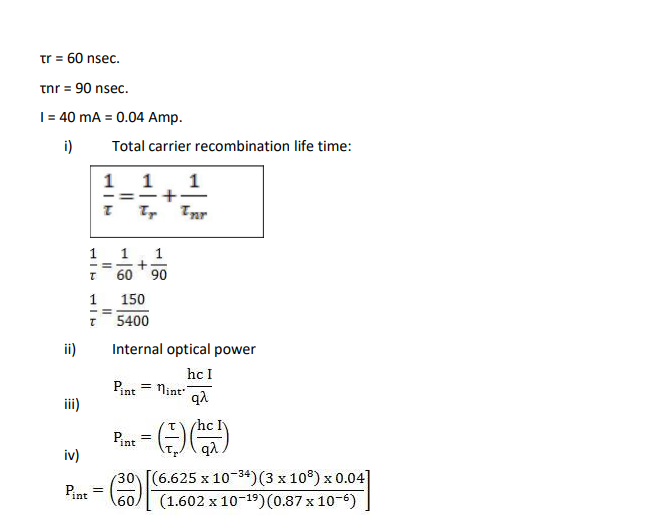 τr = 60 nsec.
τnr = 90 nsec.
I = 40 mA = 0.04 Amp.
i) Total carrier recombination life time:
1/τ = 1/τr + 1/τnr
1/τ = 1/60 + 1/90
1/τ = 150/5400
ii) Internal optical power
iii) Pint = ηint· hc I/qλ
iv) Pint = (τ/τr)(hc I/qλ)
Pint = (30/60)[(6.625 x 10⁻³⁴)(3 x 10⁸) x 0.04/(1.602 x 10⁻¹⁹)(0.87 x 10⁻⁶)]